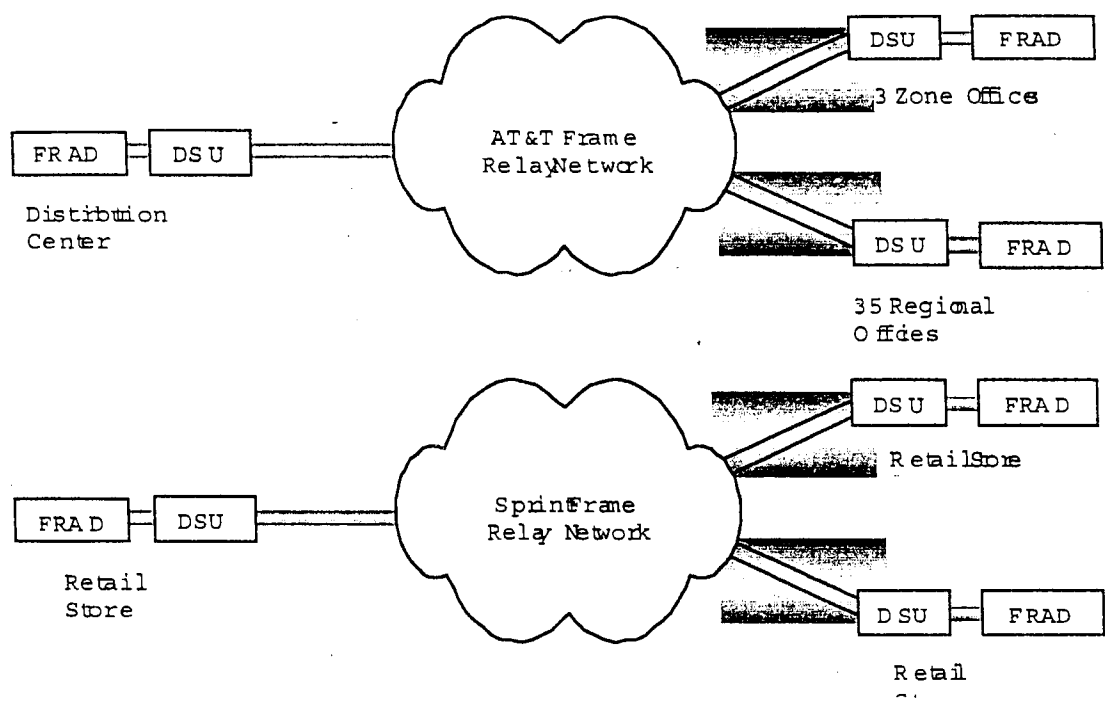 DSU
FRAD
3 Zone Offices
AT&T Frame
Relay Network
FRAD
DSU
Distribution
Center
DSU
FRAD
35 Regional
Offices
DSU
FRAD
Retail Store
Sprint Frame
Relay Network
FRAD
DSU
Retail
Store
DSU
FRAD
Retail